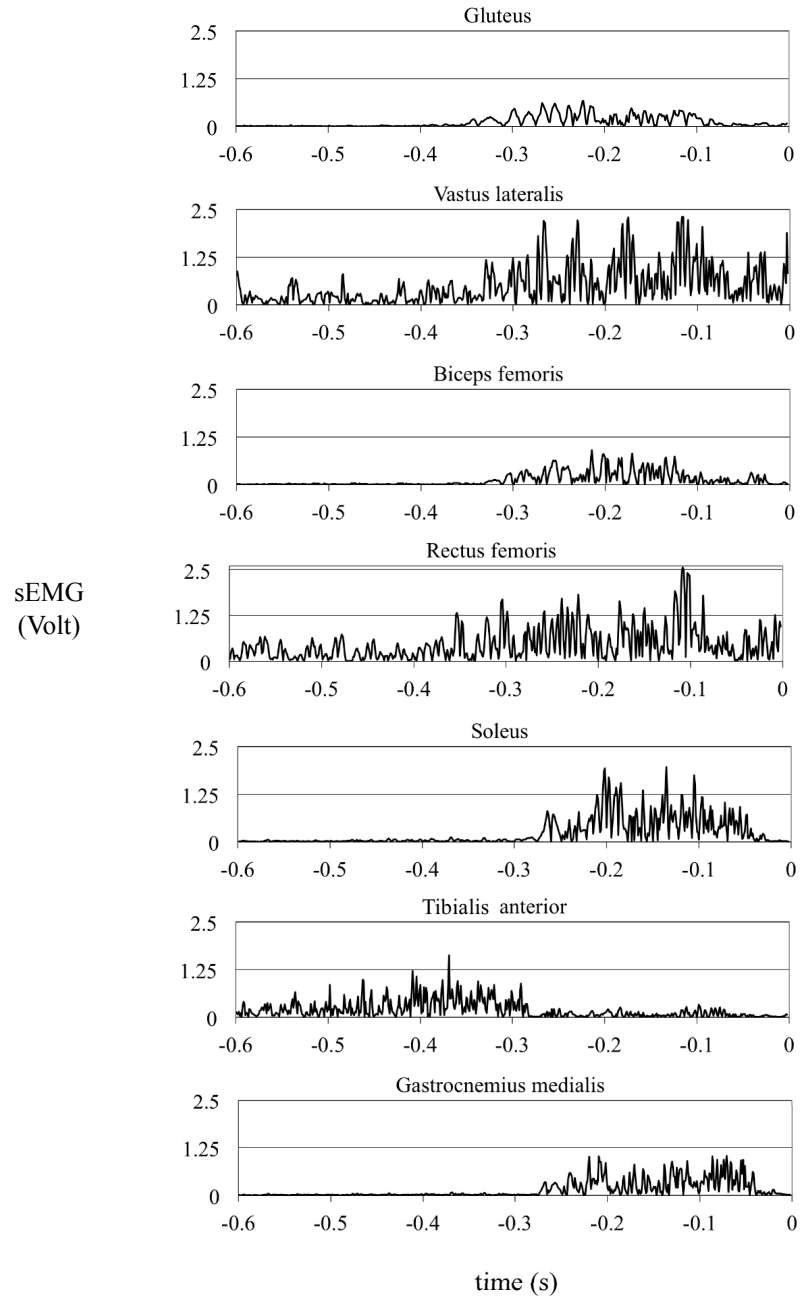 Gluteus
2.5
1.25
0
-0.6 -0.5 -0.4 -0.3 -0.2 -0.1 0
Vastus lateralis
2.5
1.25
0
-0.6 -0.5 -0.4 -0.3 -0.2 -0.1 0
Biceps femoris
2.5
1.25
0
-0.6 -0.5 -0.4 -0.3 -0.2 -0.1 0
sEMG
(Volt)
Rectus femoris
2.5
1.25
0
-0.6 -0.5 -0.4 -0.3 -0.2 -0.1 0
Soleus
2.5
1.25
0
-0.6 -0.5 -0.4 -0.3 -0.2 -0.1 0
Tibialis anterior
2.5
1.25
0
-0.6 -0.5 -0.4 -0.3 -0.2 -0.1 0
Gastrocnemius medialis
2.5
1.25
0
-0.6 -0.5 -0.4 -0.3 -0.2 -0.1 0
time (s)